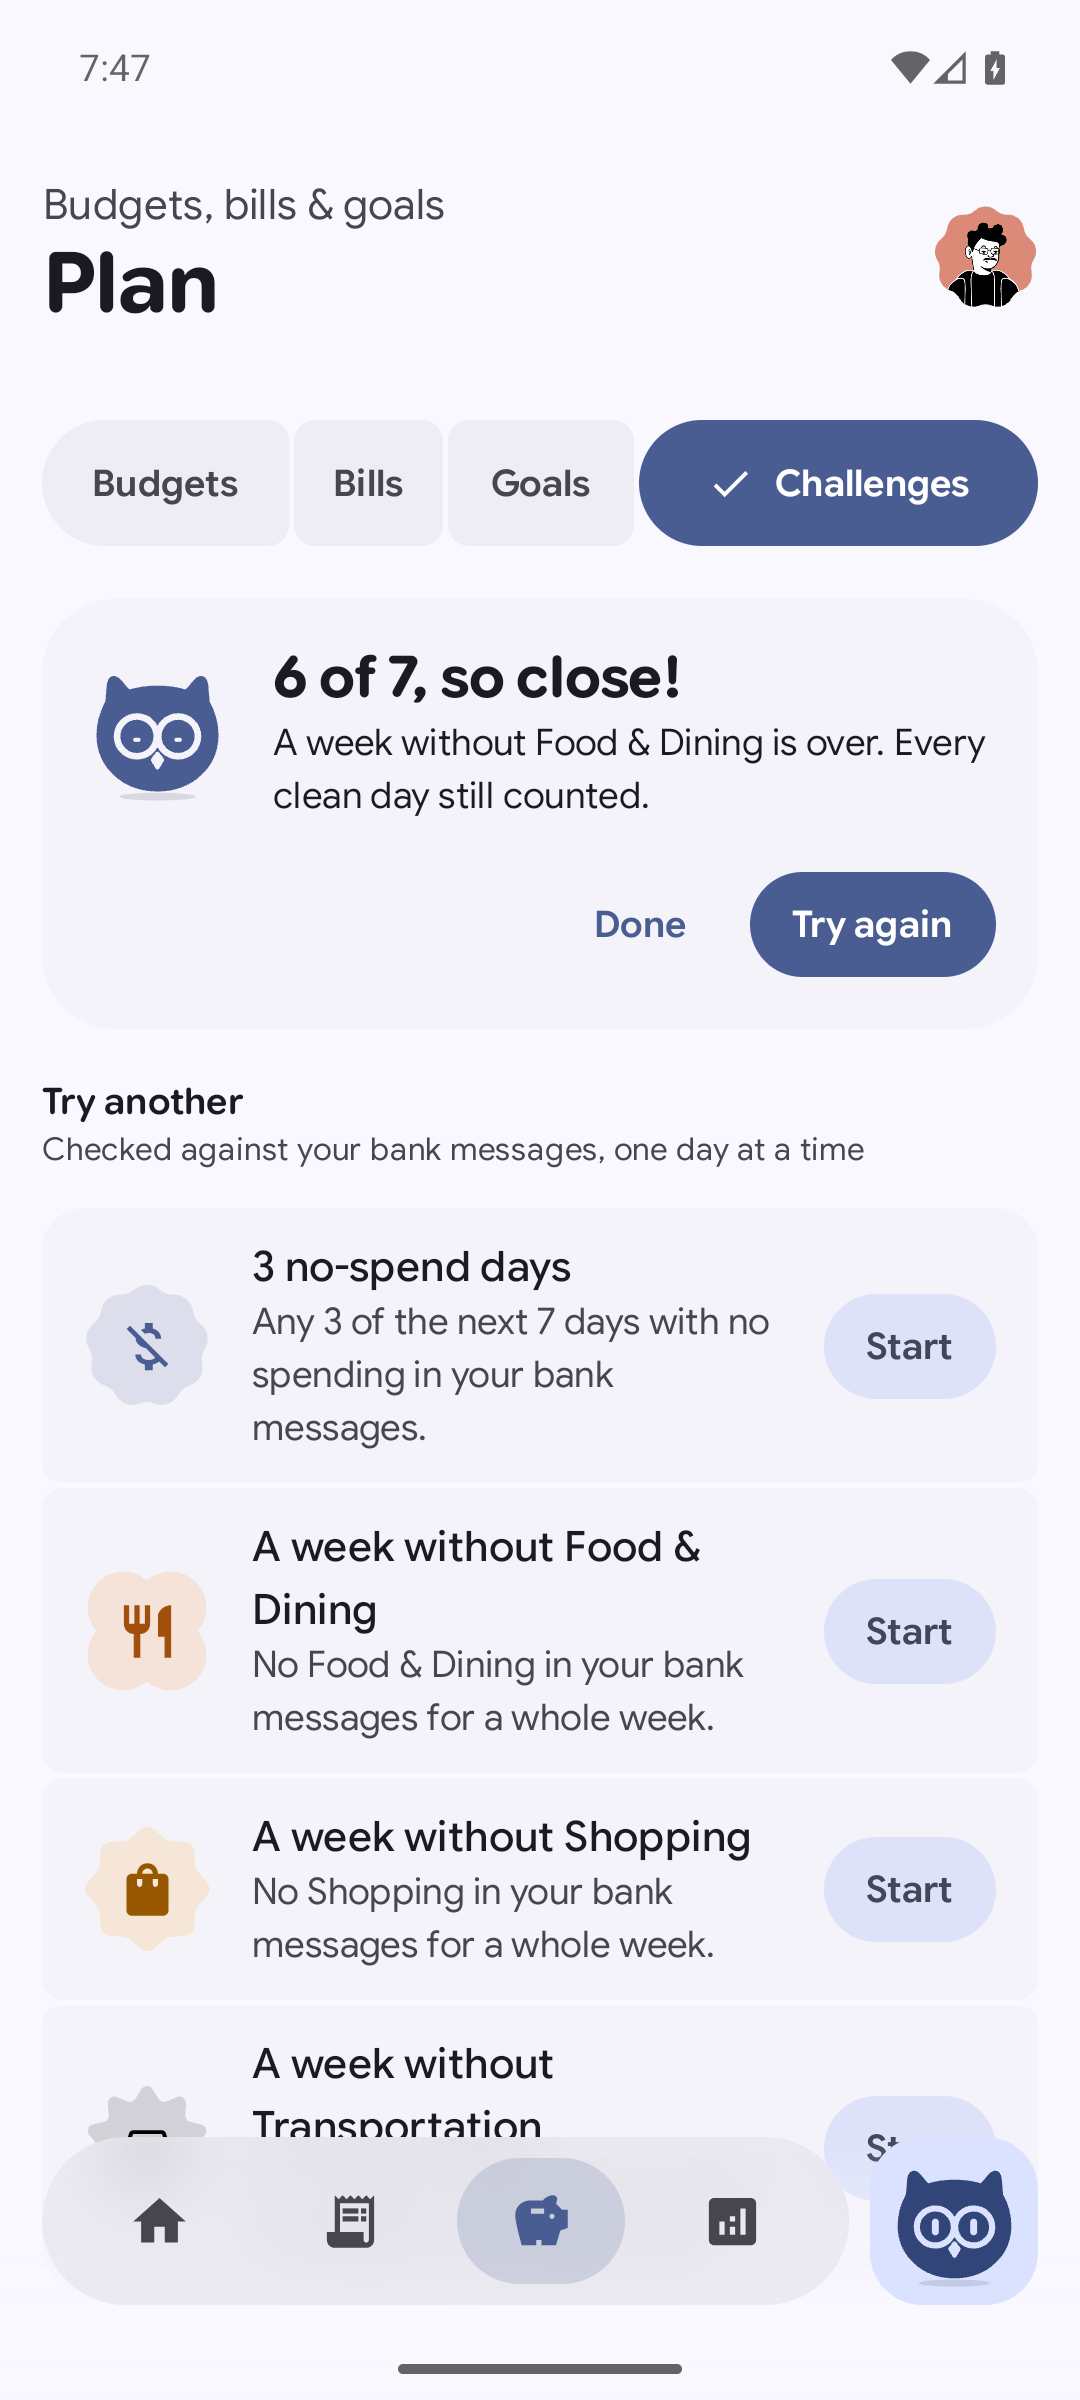 7:47
Budgets, bills & goals
Plan
Budgets
Bills
Goals
Challenges
6 of 7, so close!
A week without Food & Dining is over. Every
clean day still counted.
Done
Try again
Try another
Checked against your bank messages, one day at a time
3 no-spend days
Any 3 of the next 7 days with no
spending in your bank
messages.
Start
A week without Food &
Dining
No Food & Dining in your bank
messages for a whole week.
Start
A week without Shopping
No Shopping in your bank
messages for a whole week.
Start
A week without
Transportation